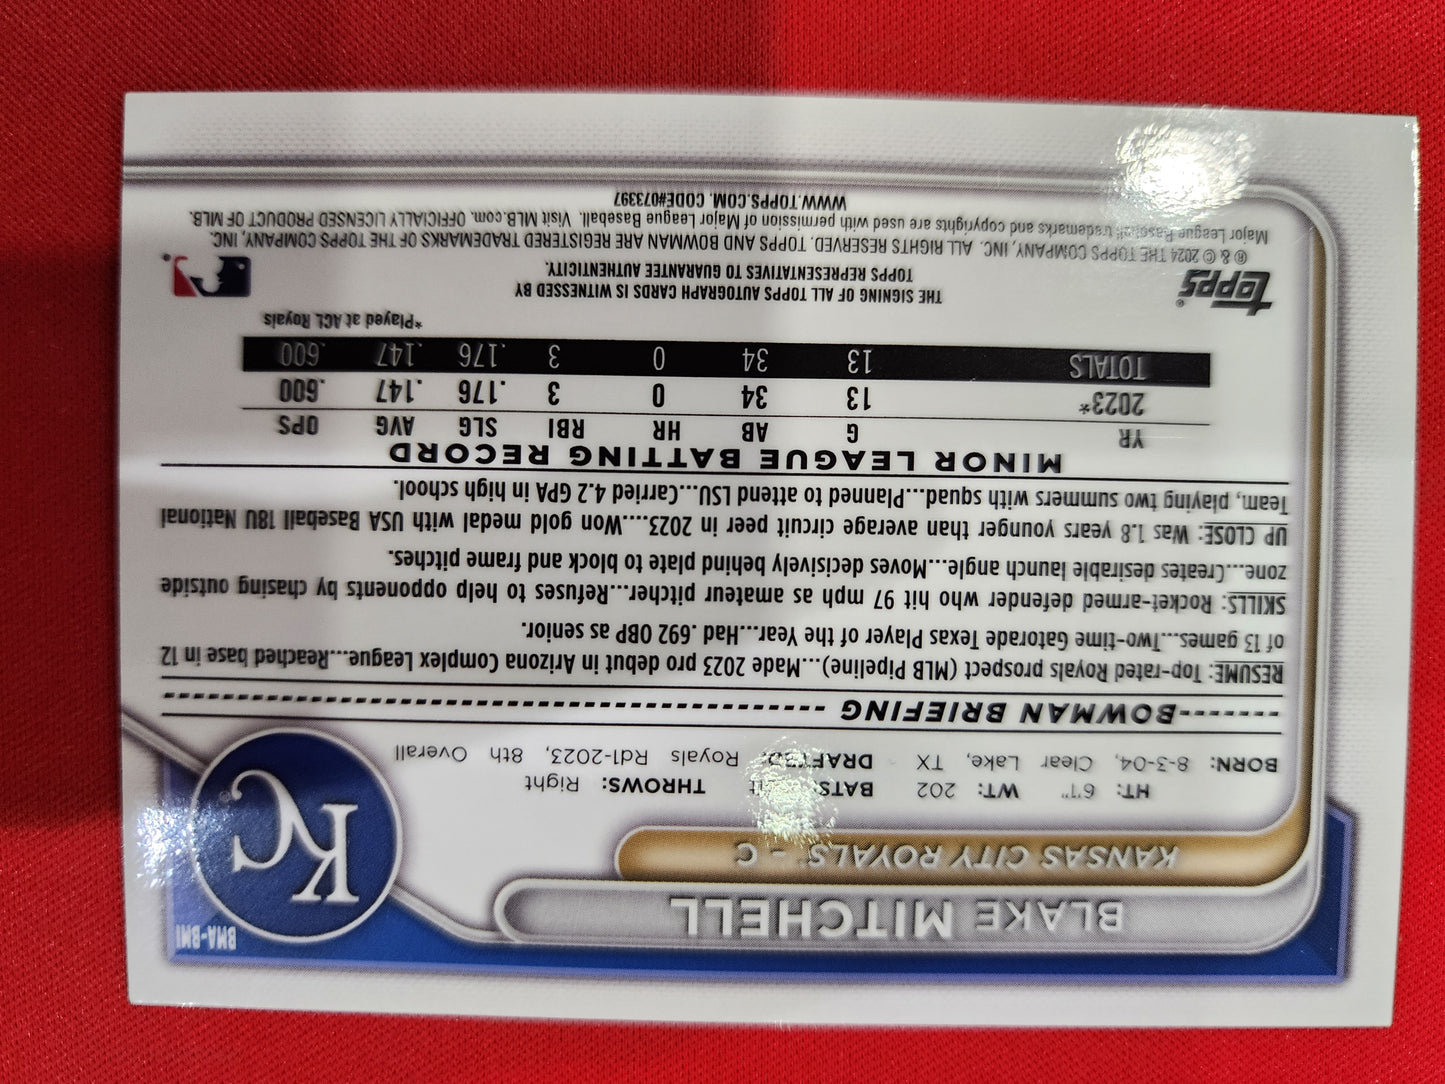 BMA-BMI
BLAKE MITCHELL
KANSAS CITY ROYALS® - C
KC
HT: 6'1" WT: 202 BATS: THROWS: Right
BORN: 8-3-04, Clear Lake, TX DRAFTED: Royals Rd1-2023, 8th Overall
BOWMAN BRIEFING
RESUME: Top-rated Royals prospect (MLB Pipeline)...Made 2023 pro debut in Arizona Complex League....Reached base in 12
of 13 games...Two-time Gatorade Texas Player of the Year...Had .692 OBP as senior.
SKILLS: Rocket-armed defender who hit 97 mph as amateur pitcher...Refuses to help opponents by chasing outside
zone...Creates desirable launch angle...Moves decisively behind plate to block and frame pitches.
UP CLOSE: Was 1.8 years younger than average circuit peer in 2023....Won gold medal with USA Baseball 18U National
Team, playing two summers with squad...Planned to attend LSU...Carried 4.2 GPA in high school.
MINOR LEAGUE BATTING RECORD
YR G AB HR RBI SLG AVG OPS
2023* 13 34 0 3 .176 .147 .600
TOTALS 13 34 0 3 .176 .147 .600
*Played at ACL Royals
topps®
THE SIGNING OF ALL TOPPS AUTOGRAPH CARDS IS WITNESSED BY
TOPPS REPRESENTATIVES TO GUARANTEE AUTHENTICITY.
® & © 2024 THE TOPPS COMPANY, INC. ALL RIGHTS RESERVED. TOPPS AND BOWMAN ARE REGISTERED TRADEMARKS OF THE TOPPS COMPANY, INC.
Major League Baseball trademarks and copyrights are used with permission of Major League Baseball. Visit MLB.com. OFFICIALLY LICENSED PRODUCT OF MLB.
WWW.TOPPS.COM. CODE#073397